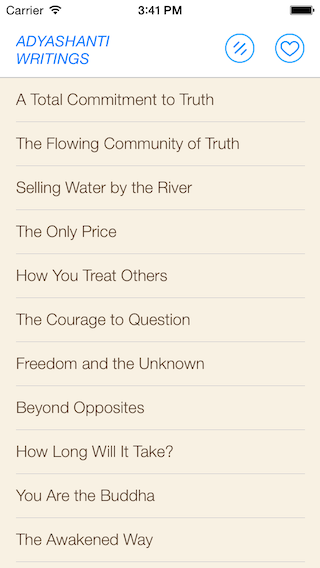 Carrier 3:41 PM
ADYASHANTI
WRITINGS
A Total Commitment to Truth
The Flowing Community of Truth
Selling Water by the River
The Only Price
How You Treat Others
The Courage to Question
Freedom and the Unknown
Beyond Opposites
How Long Will It Take?
You Are the Buddha
The Awakened Way